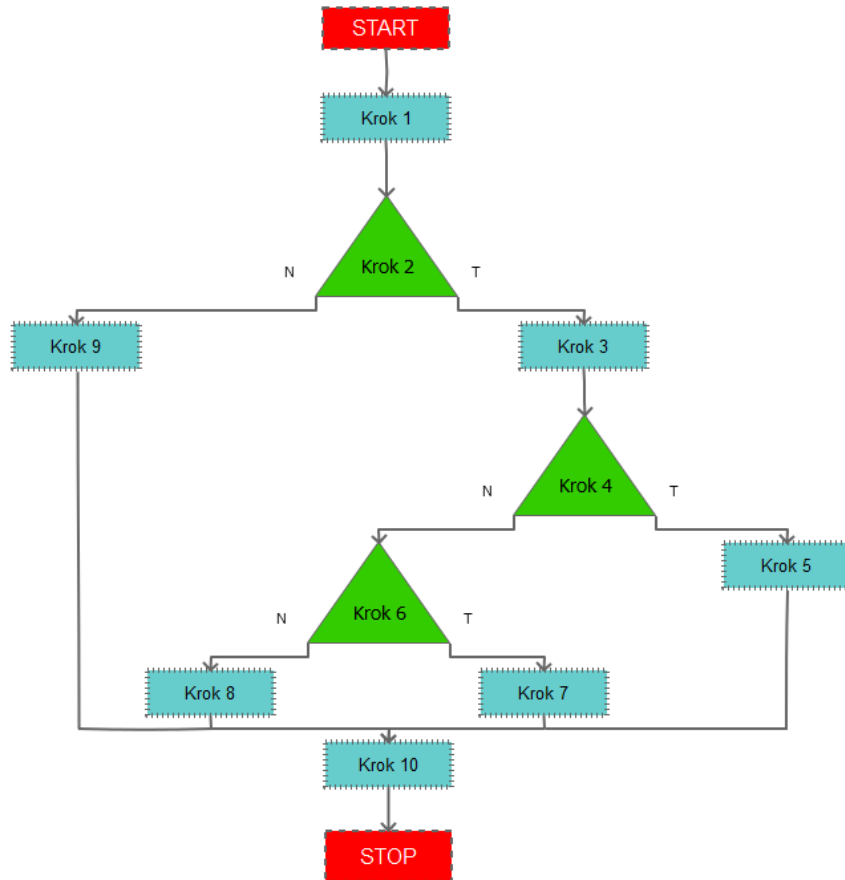 START
Krok 1
Krok 2
N
T
Krok 9
Krok 3
Krok 4
N
T
Krok 5
Krok 6
N
T
Krok 8
Krok 7
Krok 10
STOP